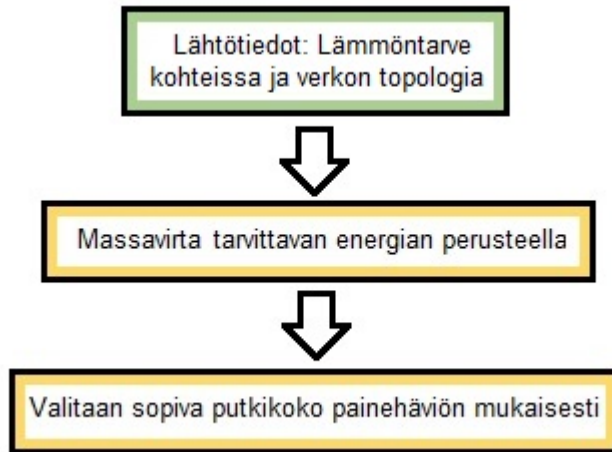 Lähtötiedot: Lämmöntarve
kohteissa ja verkon topologia
Massavirta tarvittavan energian perusteella
Valitaan sopiva putkikoko painehäviön mukaisesti